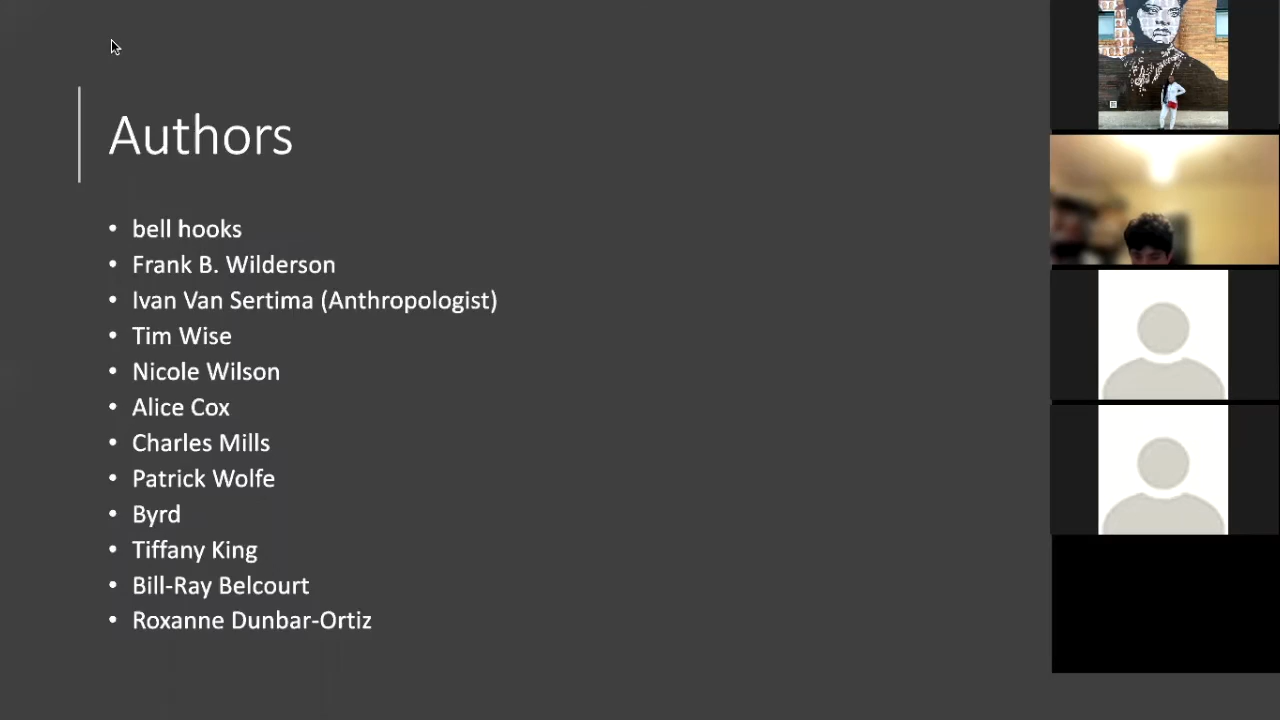 Authors
• bell hooks
• Frank B. Wilderson
• Ivan Van Sertima (Anthropologist)
• Tim Wise
• Nicole Wilson
• Alice Cox
• Charles Mills
• Patrick Wolfe
• Byrd
• Tiffany King
• Bill-Ray Belcourt
• Roxanne Dunbar-Ortiz